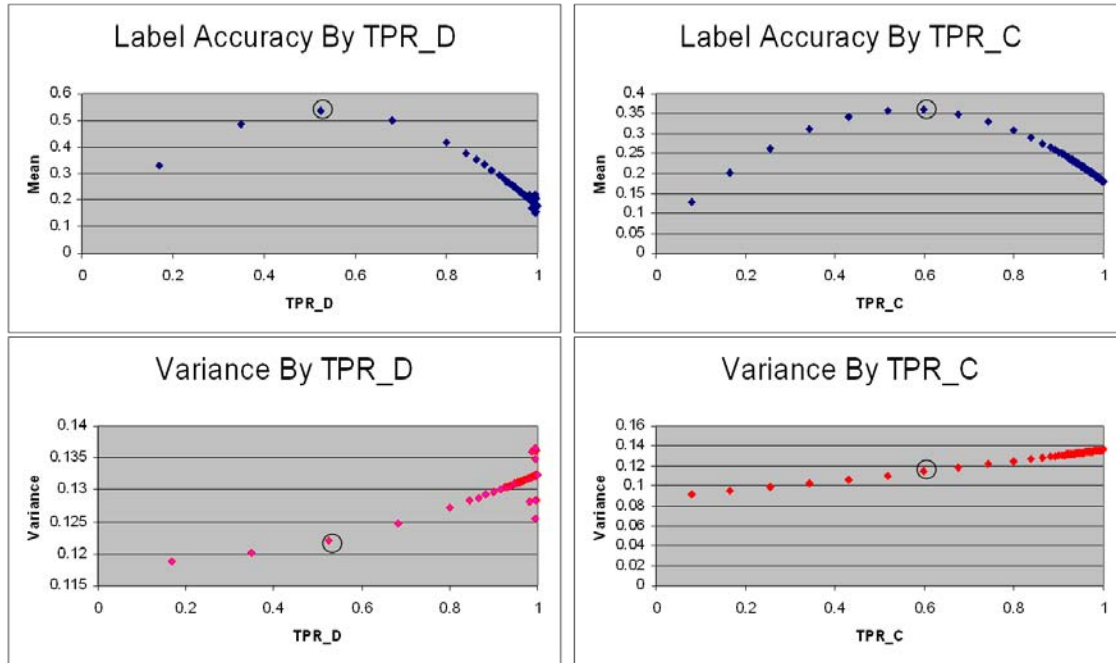 Label Accuracy By TPR_D
0.6
0.5
0.4
0.3
0.2
0.1
0
Mean
0 0.2 0.4 0.6 0.8 1
TPR_D
Label Accuracy By TPR_C
0.4
0.35
0.3
0.25
0.2
0.15
0.1
0.05
0
Mean
0 0.2 0.4 0.6 0.8 1
TPR_C
Variance By TPR_D
0.14
0.135
0.13
0.125
0.12
0.115
Variance
0 0.2 0.4 0.6 0.8 1
TPR_D
Variance By TPR_C
0.16
0.14
0.12
0.1
0.08
0.06
0.04
0.02
0
Variance
0 0.2 0.4 0.6 0.8 1
TPR_C